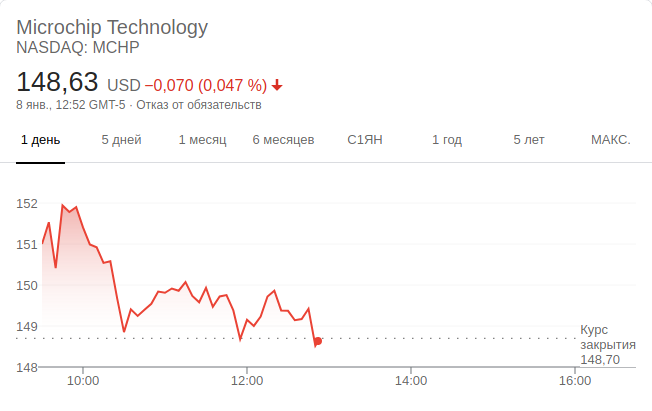 Microchip Technology
NASDAQ: MCHP
148,63 USD −0,070 (0,047 %)
8 янв., 12:52 GMT-5 · Отказ от обязательств
1 день 5 дней 1 месяц 6 месяцев С1ЯН 1 год 5 лет МАКС.
152
151
150
149
Курс
закрытия
148,70
148
10:00 12:00 14:00 16:00